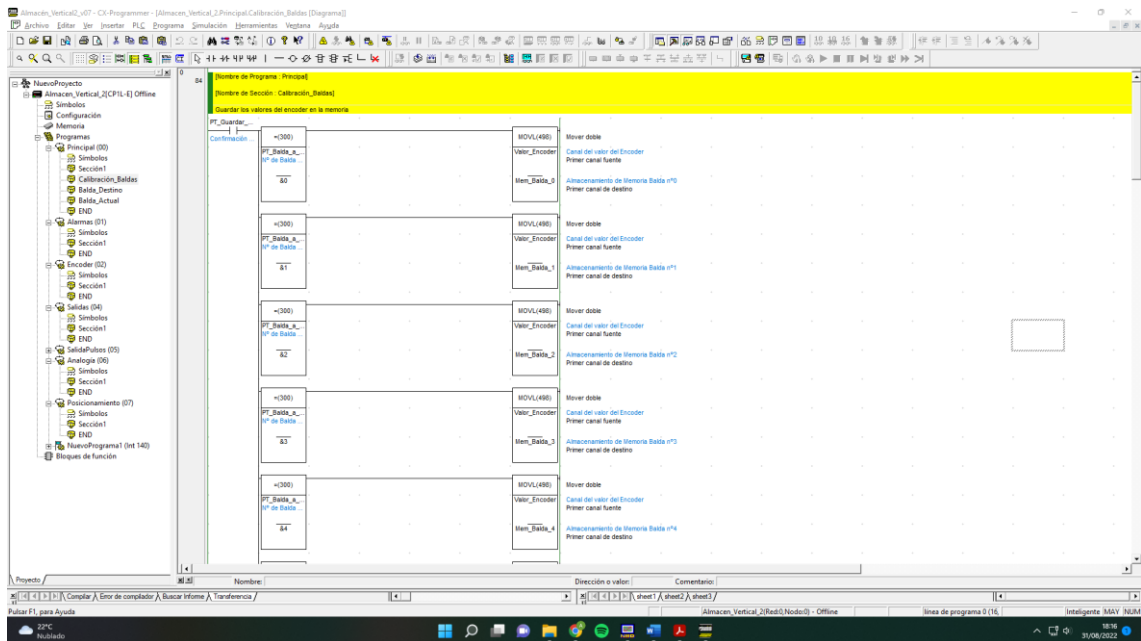 Almacén_Vertical2_v07 - CX-Programmer - [Almacen_Vertical_2.Principal.Calibración_Baldas [Diagrama]]
Archivo Editar Ver Insertar PLC Programa Simulación Herramientas Ventana Ayuda
NuevoProyecto
Almacen_Vertical_2[CP1L-E] Offline
Símbolos
Configuración
Memoria
Programas
Principal (00)
Símbolos
Sección1
Calibración_Baldas
Balda_Destino
Balda_Actual
END
Alarmas (01)
Símbolos
Sección1
END
Encoder (02)
Símbolos
Sección1
END
Salidas (04)
Símbolos
Sección1
END
SalidaPulsos (05)
Analogía (06)
Símbolos
Sección1
END
Posicionamiento (07)
Símbolos
Sección1
END
NuevoPrograma1 (Int 140)
Bloques de función
Proyecto
0
84
[Nombre de Programa : Principal]
[Nombre de Sección : Calibración_Baldas]
Guardar los valores del encoder en la memoria
PT_Guardar_...
Confirmación ...
=(300)
PT_Balda_a_...
Nº de Balda ...
&0
MOVL(498)
Valor_Encoder
Mem_Balda_0
Mover doble
Canal del valor del Encoder
Primer canal fuente
Almacenamiento de Memoria Balda nº0
Primer canal de destino
=(300)
PT_Balda_a_...
Nº de Balda ...
&1
MOVL(498)
Valor_Encoder
Mem_Balda_1
Mover doble
Canal del valor del Encoder
Primer canal fuente
Almacenamiento de Memoria Balda nº1
Primer canal de destino
=(300)
PT_Balda_a_...
Nº de Balda ...
&2
MOVL(498)
Valor_Encoder
Mem_Balda_2
Mover doble
Canal del valor del Encoder
Primer canal fuente
Almacenamiento de Memoria Balda nº2
Primer canal de destino
=(300)
PT_Balda_a_...
Nº de Balda ...
&3
MOVL(498)
Valor_Encoder
Mem_Balda_3
Mover doble
Canal del valor del Encoder
Primer canal fuente
Almacenamiento de Memoria Balda nº3
Primer canal de destino
=(300)
PT_Balda_a_...
Nº de Balda ...
&4
MOVL(498)
Valor_Encoder
Mem_Balda_4
Mover doble
Canal del valor del Encoder
Primer canal fuente
Almacenamiento de Memoria Balda nº4
Primer canal de destino
Nombre: Dirección o valor: Comentario:
Compilar Error de compilador Buscar Informe Transferencia
sheet1 sheet2 sheet3
Pulsar F1, para Ayuda
Almacen_Vertical_2(Red:0,Nodo:0) - Offline
línea de programa 0 (16,
Inteligente MAY NUM
22°C
Nublado
18:16
31/08/2022